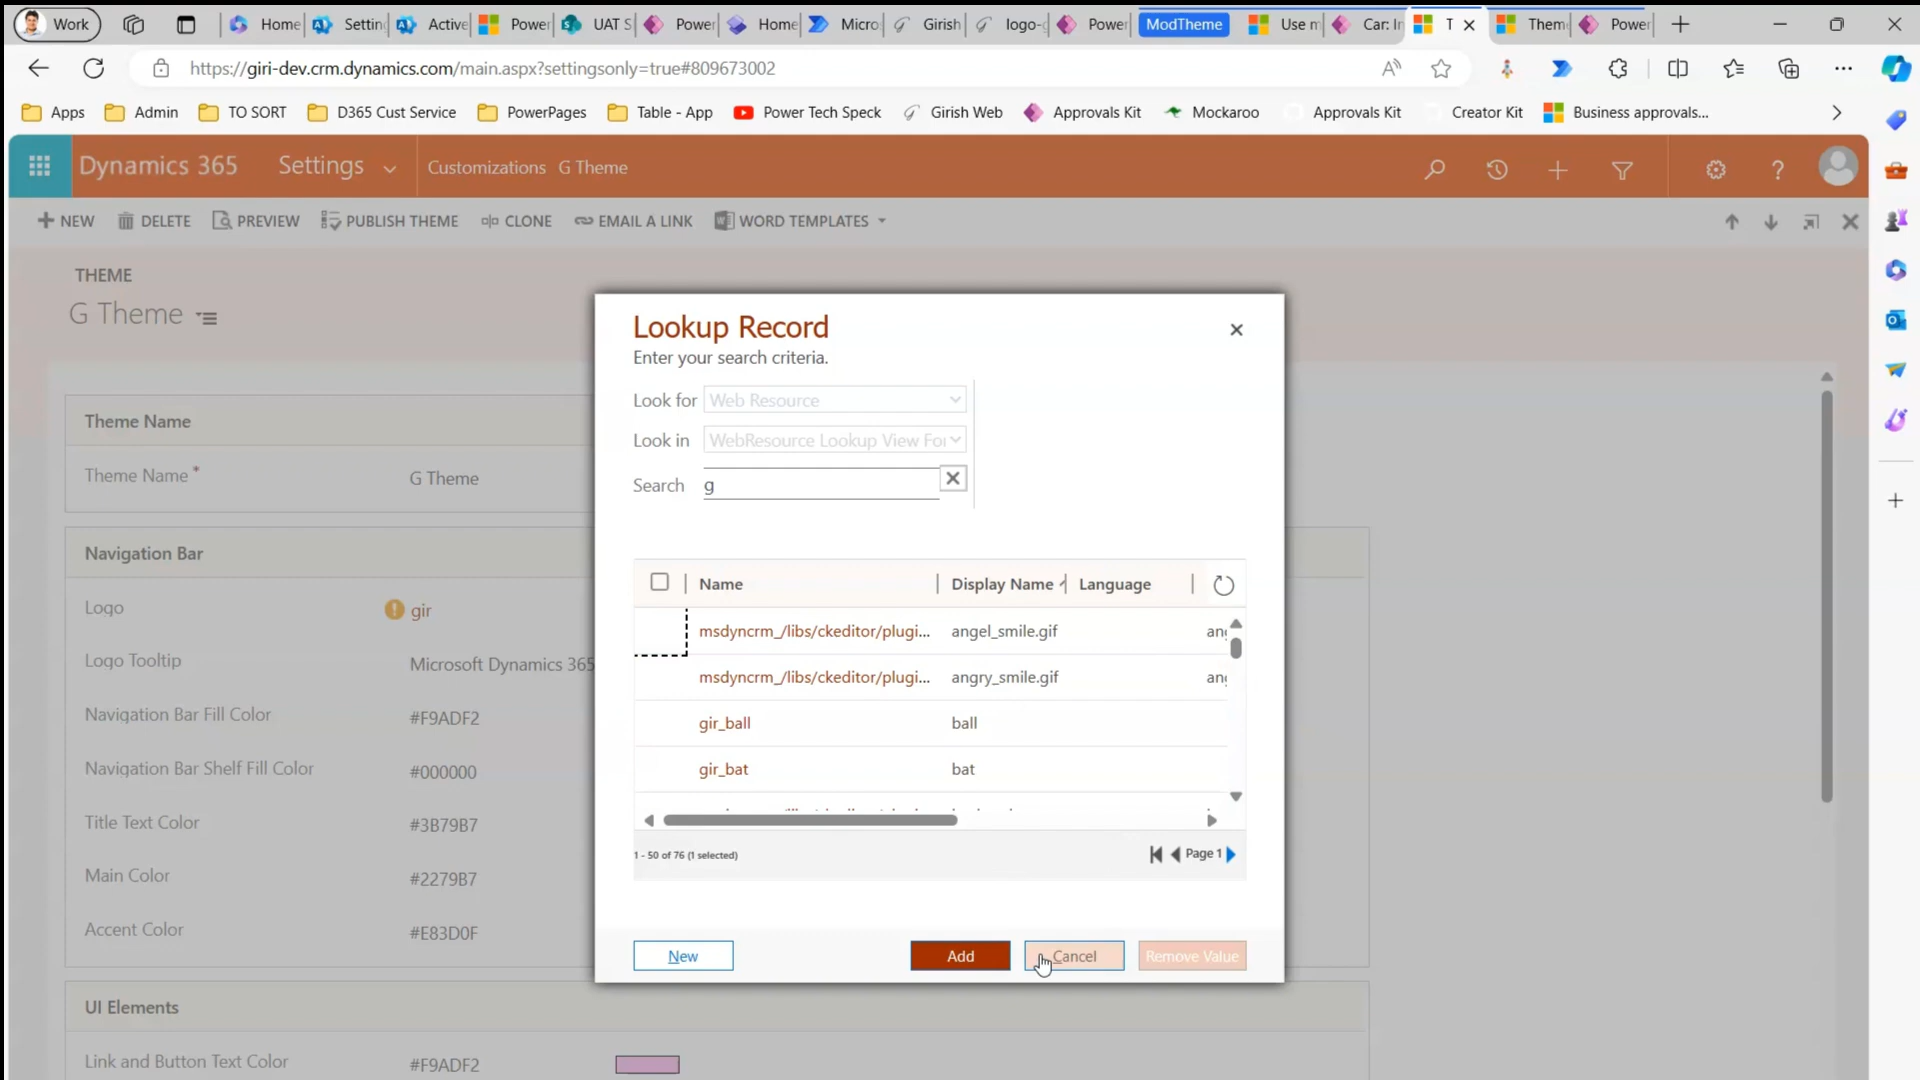 Work
Home
Settin
Active
Power
UAT S
Power
Home
Micro
Girish
logo-
Power
ModTheme
Use m
Car: In
T
Them
Power
https://giri-dev.crm.dynamics.com/main.aspx?settingsonly=true#809673002
Apps
Admin
TO SORT
D365 Cust Service
PowerPages
Table - App
Power Tech Speck
Girish Web
Approvals Kit
Mockaroo
Approvals Kit
Creator Kit
Business approvals...
Dynamics 365
Settings
Customizations
G Theme
NEW
DELETE
PREVIEW
PUBLISH THEME
CLONE
EMAIL A LINK
WORD TEMPLATES
THEME
G Theme
Theme Name
Theme Name *
G Theme
Navigation Bar
Logo
gir
Logo Tooltip
Microsoft Dynamics 365
Navigation Bar Fill Color
#F9ADF2
Navigation Bar Shelf Fill Color
#000000
Title Text Color
#3B79B7
Main Color
#2279B7
Accent Color
#E83D0F
UI Elements
Link and Button Text Color
#F9ADF2
Lookup Record
Enter your search criteria.
Look for
Web Resource
Look in
WebResource Lookup View For
Search
g
Name
Display Name
Language
msdyncrm_/libs/ckeditor/plugi...
angel_smile.gif
ang
msdyncrm_/libs/ckeditor/plugi...
angry_smile.gif
ang
gir_ball
ball
gir_bat
bat
1 - 50 of 76 (1 selected)
Page 1
New
Add
Cancel
Remove Value